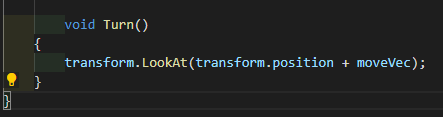 void Turn()
{
transform.LookAt(transform.position + moveVec);
}
}